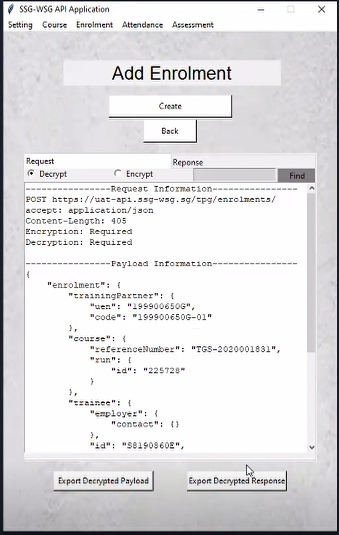 SSG-WSG API Application
Setting Course Enrolment Attendance Assessment
Add Enrolment
Create
Back
Request Reponse
Decrypt Encrypt Find
----------------Request Information----------------
POST https://uat-api.ssg-wsg.sg/tpg/enrolments/
accept: application/json
Content-Length: 405
Encryption: Required
Decryption: Required
----------------Payload Information----------------
{
    "enrolment": {
        "trainingPartner": {
            "uen": "199900650G",
            "code": "199900650G-01"
        },
        "course": {
            "referenceNumber": "TGS-2020001831",
            "run": {
                "id": "225728"
            }
        },
        "trainee": {
            "employer": {
                "contact": {}
            },
            "id": "S8190860E",
Export Decrypted Payload Export Decrypted Response